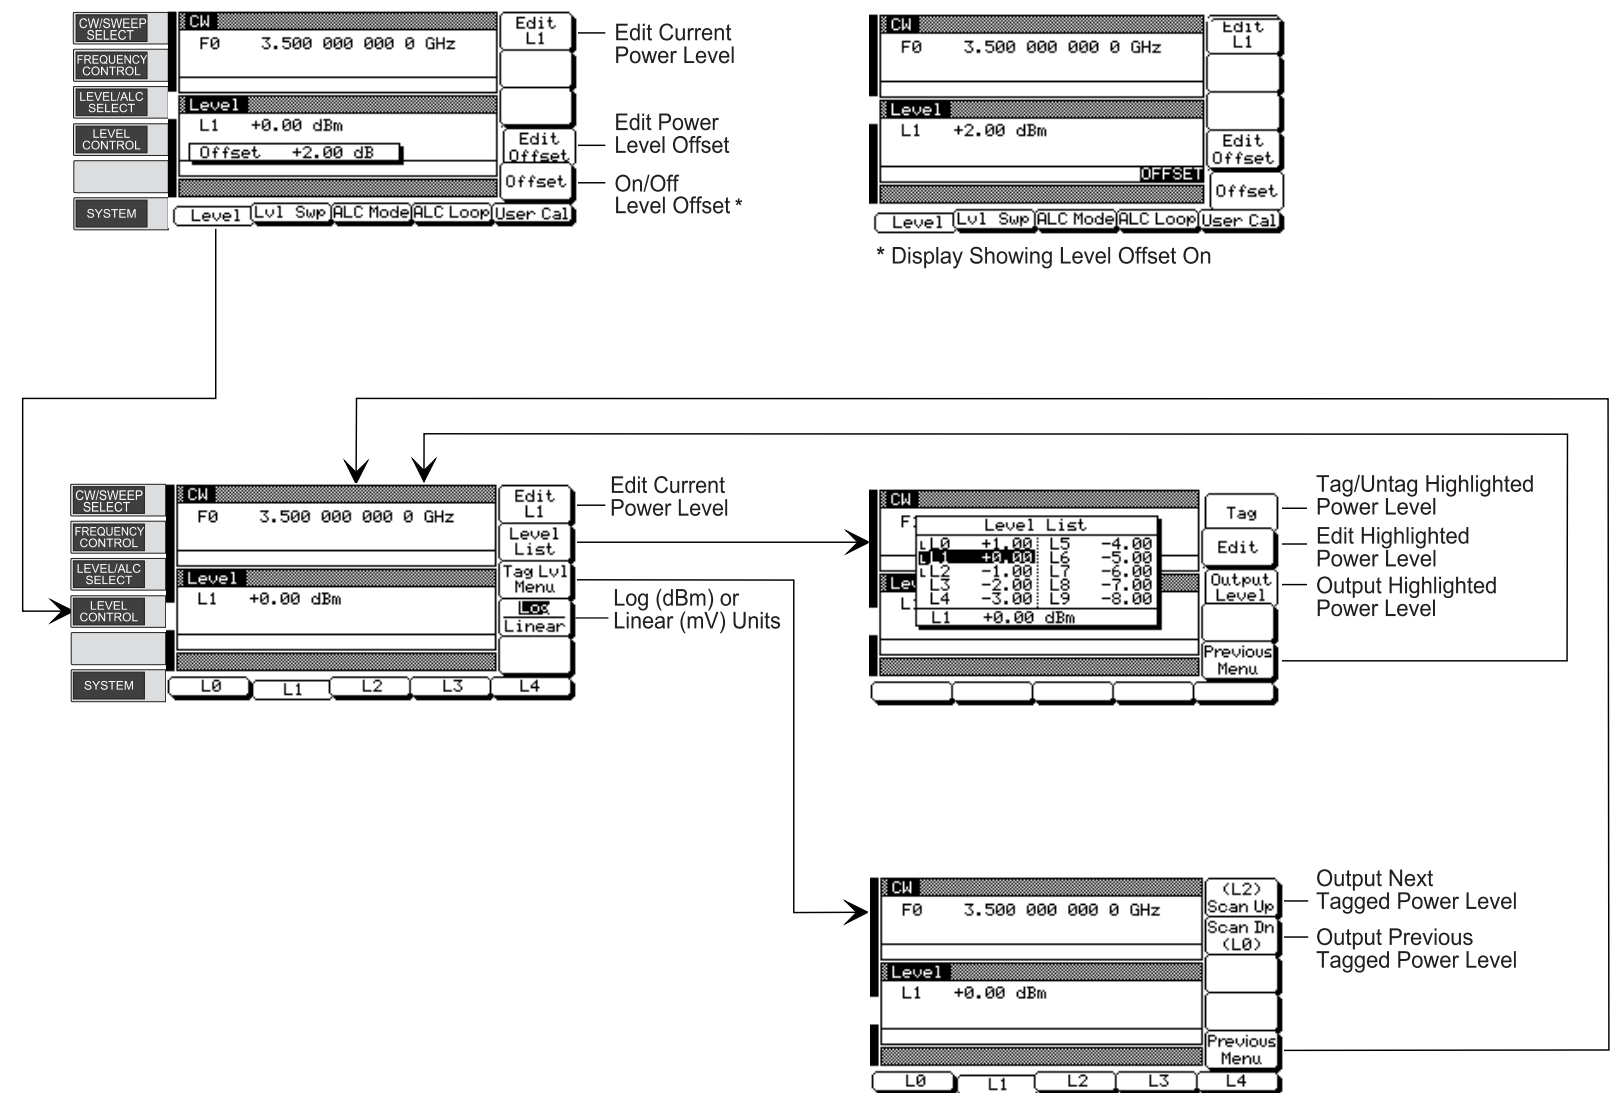 CW/SWEEP
SELECT
FREQUENCY
CONTROL
LEVEL/ALC
SELECT
LEVEL
CONTROL
SYSTEM
CW
F0 3.500 000 000 0 GHz
Level
L1 +0.00 dBm
Offset +2.00 dB
Edit
L1
Edit
Offset
Offset
Level Lvl Swp ALC Mode ALC Loop User Cal
Edit Current
Power Level
Edit Power
Level Offset
On/Off
Level Offset *
CW
F0 3.500 000 000 0 GHz
Level
L1 +2.00 dBm
OFFSET
Edit
L1
Edit
Offset
Offset
Level Lvl Swp ALC Mode ALC Loop User Cal
* Display Showing Level Offset On
CW/SWEEP
SELECT
FREQUENCY
CONTROL
LEVEL/ALC
SELECT
LEVEL
CONTROL
SYSTEM
CW
F0 3.500 000 000 0 GHz
Level
L1 +0.00 dBm
Edit
L1
Level
List
Tag Lvl
Menu
Log
Linear
L0 L1 L2 L3 L4
Edit Current
Power Level
Log (dBm) or
Linear (mV) Units
CW
F
Level List
L L0 +1.00 L5 -4.00
L L1 +0.00 L6 -5.00
L L2 -1.00 L7 -6.00
L3 -2.00 L8 -7.00
L4 -3.00 L9 -8.00
L1 +0.00 dBm
Lev
L
Tag
Edit
Output
Level
Previous
Menu
Tag/Untag Highlighted
Power Level
Edit Highlighted
Power Level
Output Highlighted
Power Level
CW
F0 3.500 000 000 0 GHz
Level
L1 +0.00 dBm
(L2)
Scan Up
Scan Dn
(L0)
Previous
Menu
L0 L1 L2 L3 L4
Output Next
Tagged Power Level
Output Previous
Tagged Power Level